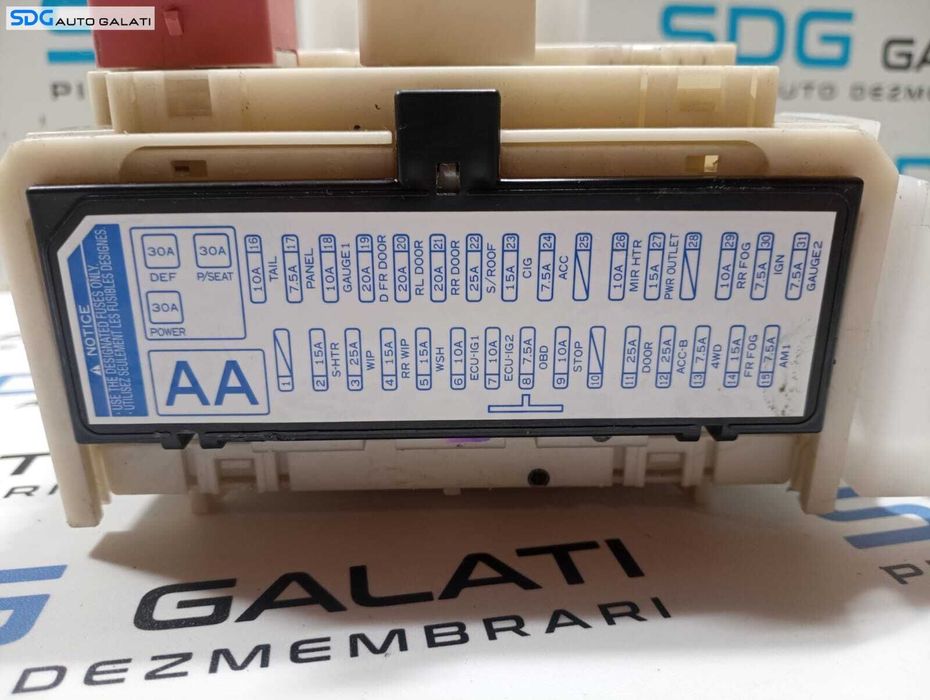 SDG AUTO GALATI
SDG GALAT
PI
AUTO DEZMEM
NOTICE
USE THE DESIGNATED FUSES ONLY.
UTILISEZ SEULEMENT LES FUSIBLES DESIGNES.
30A DEF
30A P/SEAT
30A POWER
AA
16 10A TAIL
17 7.5A PANEL
18 10A GAUGE1
19 20A D FR DOOR
20 20A RL DOOR
21 20A RR DOOR
22 25A S/ROOF
23 15A CIG
24 7.5A ACC
25
26 10A MIR HTR
27 15A PWR OUTLET
28
29 10A RR FOG
30 7.5A IGN
31 7.5A GAUGE2
1
2 15A S-HTR
3 25A WIP
4 15A RR WIP
5 15A WSH
6 10A ECU-IG1
7 10A ECU-IG2
8 7.5A OBD
9 10A STOP
10
11 25A DOOR
12 25A ACC-B
13 7.5A 4WD
14 15A FR FOG
15 7.5A AM1
GALATI
DEZMEMBRARI